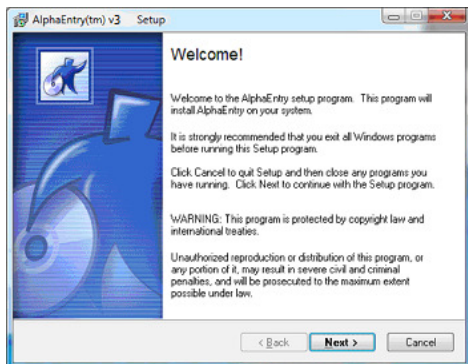 AlphaEntry(tm) v3 Setup
Welcome!
Welcome to the AlphaEntry setup program. This program will
install AlphaEntry on your system.
It is strongly recommended that you exit all Windows programs
before running this Setup program.
Click Cancel to quit Setup and then close any programs you
have running. Click Next to continue with the Setup program.
WARNING: This program is protected by copyright law and
international treaties.
Unauthorized reproduction or distribution of this program, or
any portion of it, may result in severe civil and criminal
penalties, and will be prosecuted to the maximum extent
possible under law.
< Back Next > Cancel